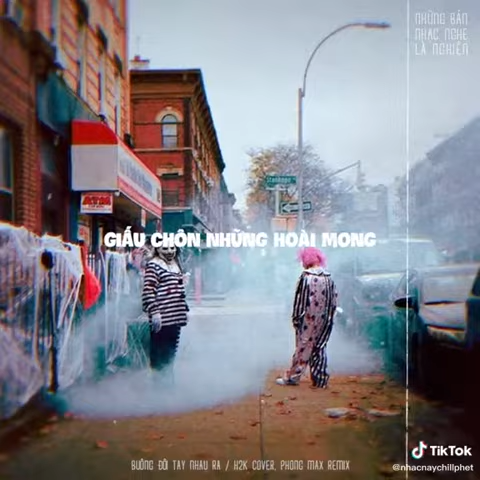 NHỮNG BẢN
NHẠC NGHE
LÀ NGHIỀN
GIẤU CHÔN NHỮNG HOÀI MONG
BUÔNG ĐÔI TAY NHAU RA / H2K COVER, PHONG MAX REMIX
TikTok
@nhacnaychillphet